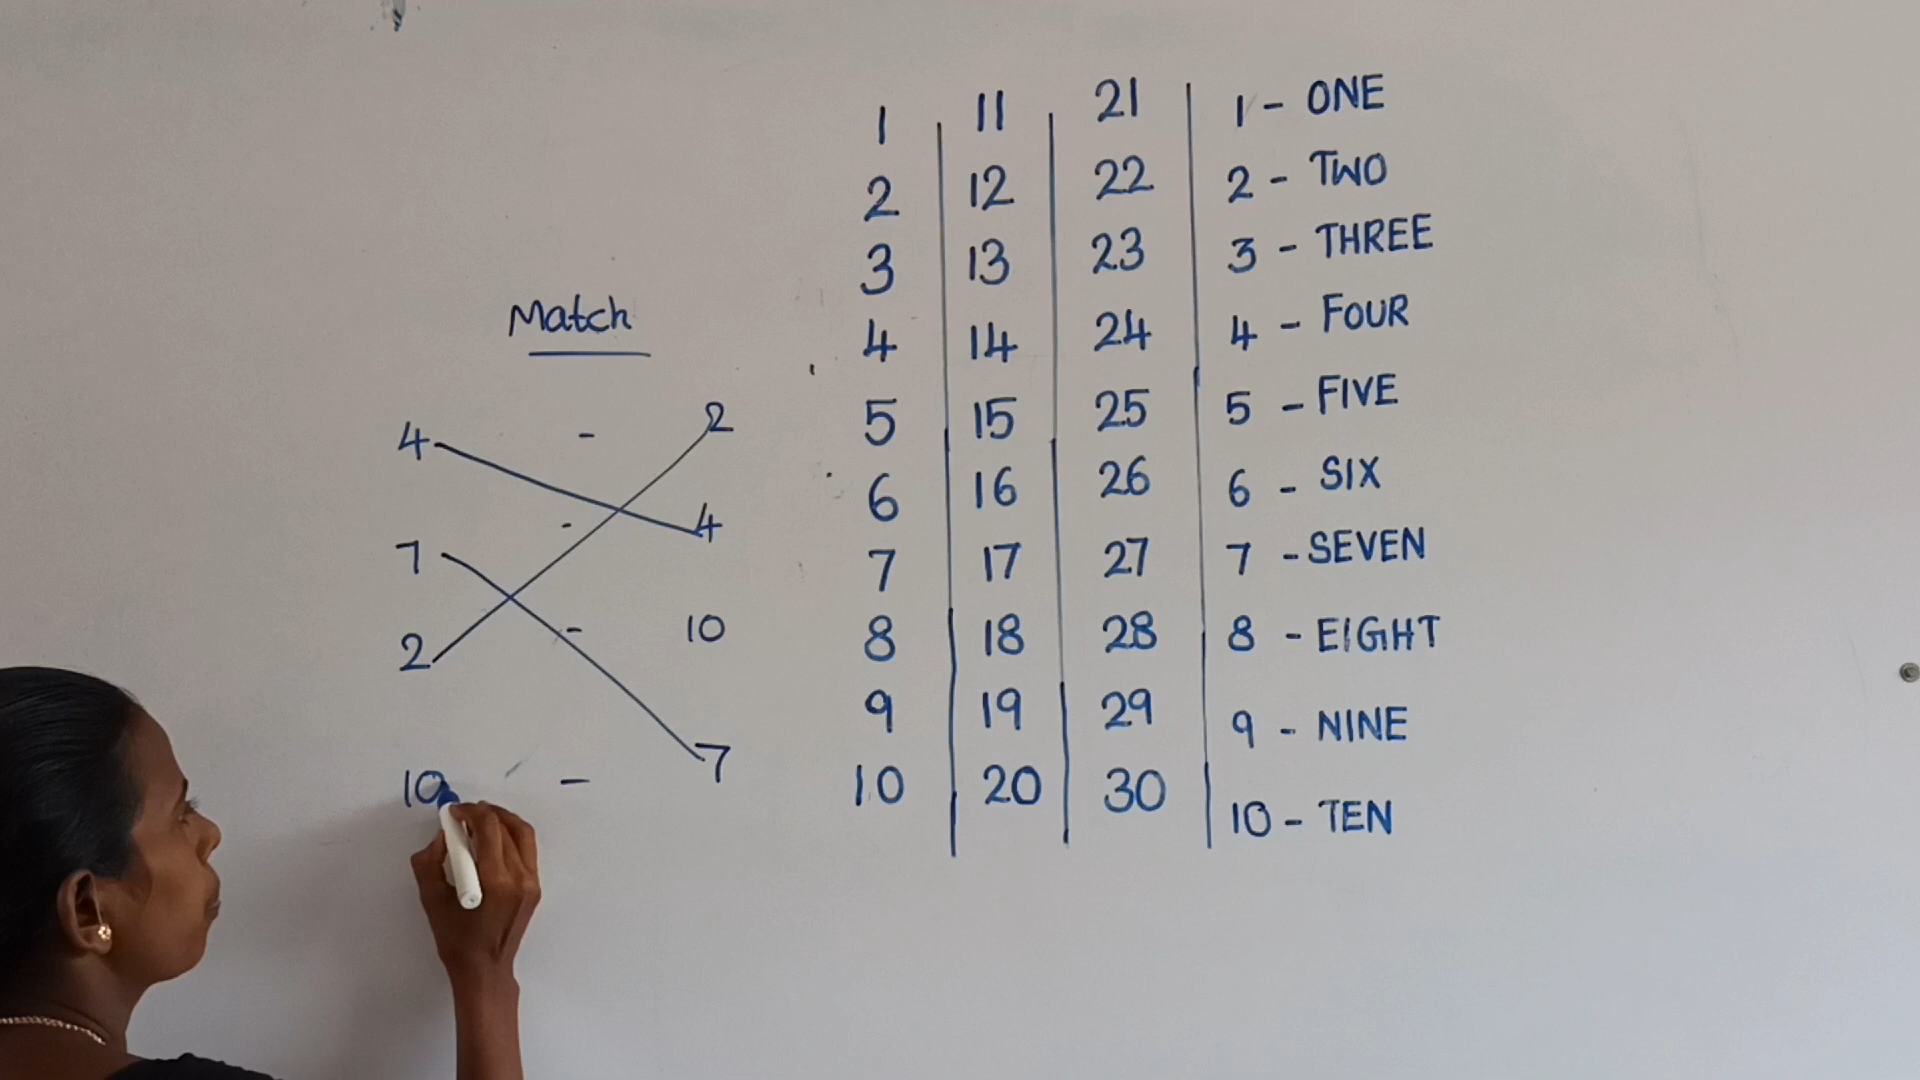 Match
4 - 2
7 - 4
2 - 10
10 - 7
1 11 21 1 - ONE
2 12 22 2 - TWO
3 13 23 3 - THREE
4 14 24 4 - FOUR
5 15 25 5 - FIVE
6 16 26 6 - SIX
7 17 27 7 - SEVEN
8 18 28 8 - EIGHT
9 19 29 9 - NINE
10 20 30 10 - TEN